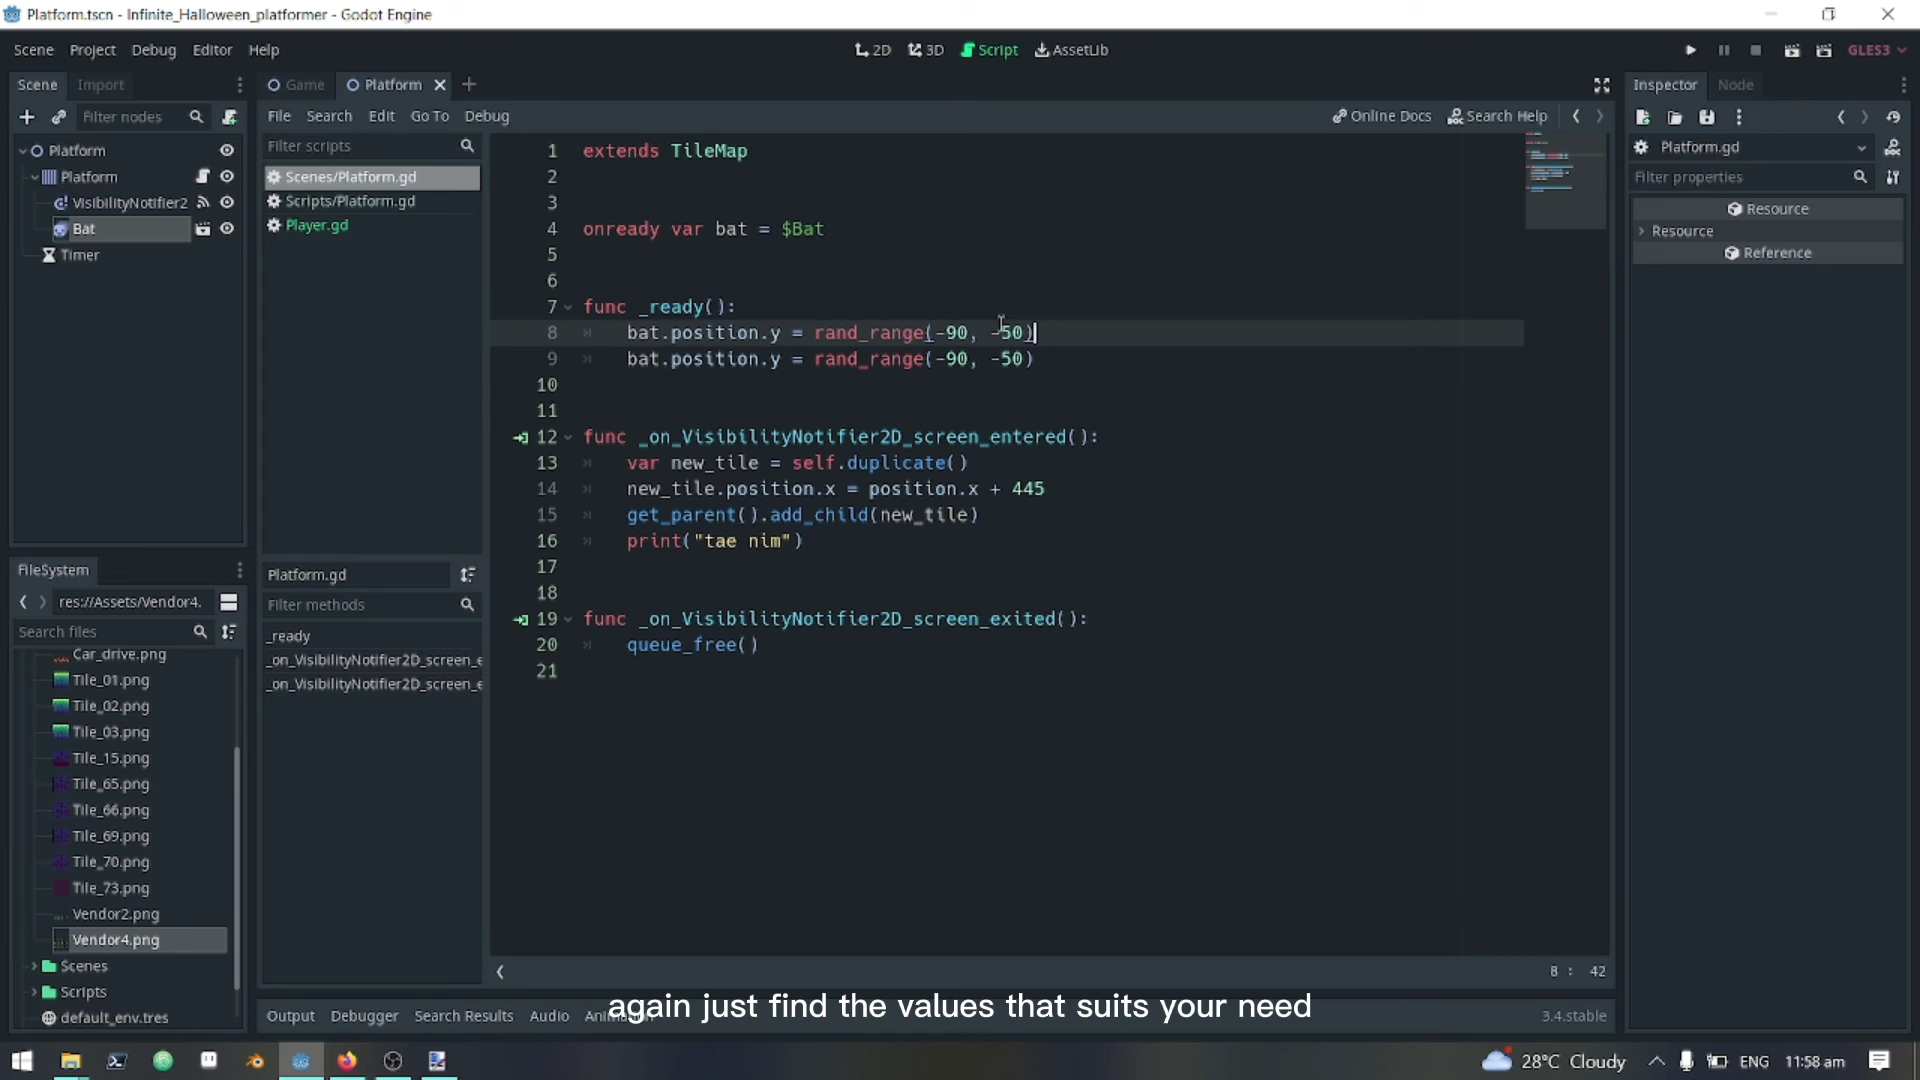 Platform.tscn - Infinite_Halloween_platformer - Godot Engine
Scene Project Debug Editor Help
2D 3D Script AssetLib
GLES3
Scene Import
Game Platform
Inspector Node
Filter nodes
File Search Edit Go To Debug
Online Docs Search Help
Platform
Platform
VisibilityNotifier2
Bat
Timer
Filter scripts
Scenes/Platform.gd
Scripts/Platform.gd
Player.gd
Platform.gd
Filter methods
_ready
_on_VisibilityNotifier2D_screen_e
_on_VisibilityNotifier2D_screen_e
1 extends TileMap
2
3
4 onready var bat = $Bat
5
6
7 func _ready():
8 bat.position.y = rand_range(-90, -50)
9 bat.position.y = rand_range(-90, -50)
10
11
12 func _on_VisibilityNotifier2D_screen_entered():
13 var new_tile = self.duplicate()
14 new_tile.position.x = position.x + 445
15 get_parent().add_child(new_tile)
16 print("tae nim")
17
18
19 func _on_VisibilityNotifier2D_screen_exited():
20 queue_free()
21
8 : 42
Platform.gd
Filter properties
Resource
Resource
Reference
FileSystem
res://Assets/Vendor4.
Search files
Car_drive.png
Tile_01.png
Tile_02.png
Tile_03.png
Tile_15.png
Tile_65.png
Tile_66.png
Tile_69.png
Tile_70.png
Tile_73.png
Vendor2.png
Vendor4.png
Scenes
Scripts
default_env.tres
Output Debugger Search Results Audio
3.4.stable
again just find the values that suits your need
28°C Cloudy ENG 11:58 am